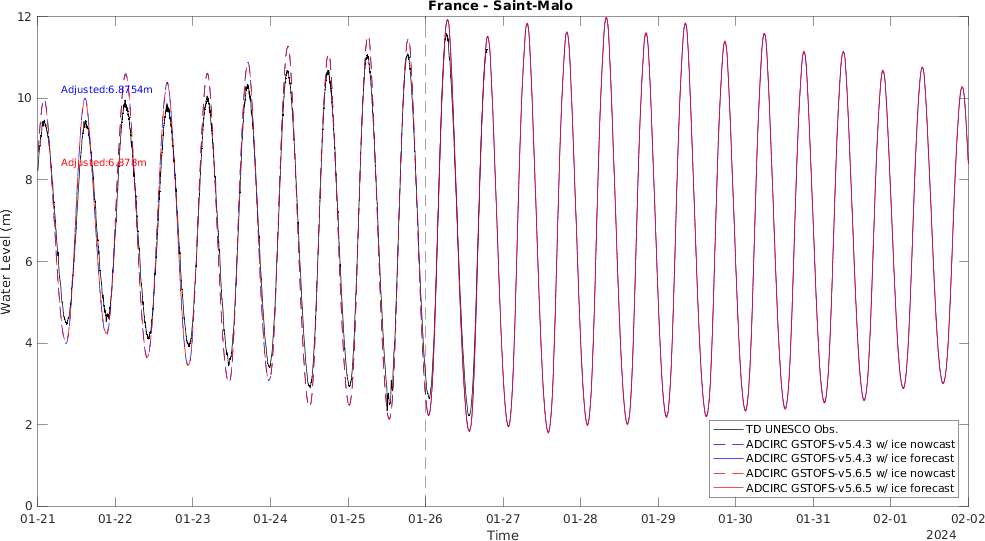 France - Saint-Malo
12
10
8
6
4
2
0
Water Level (m)
Adjusted:6.8754m
Adjusted:6.878m
TD UNESCO Obs.
ADCIRC GSTOFS-v5.4.3 w/ ice nowcast
ADCIRC GSTOFS-v5.4.3 w/ ice forecast
ADCIRC GSTOFS-v5.6.5 w/ ice nowcast
ADCIRC GSTOFS-v5.6.5 w/ ice forecast
01-21 01-22 01-23 01-24 01-25 01-26 01-27 01-28 01-29 01-30 01-31 02-01 02-02
Time
2024